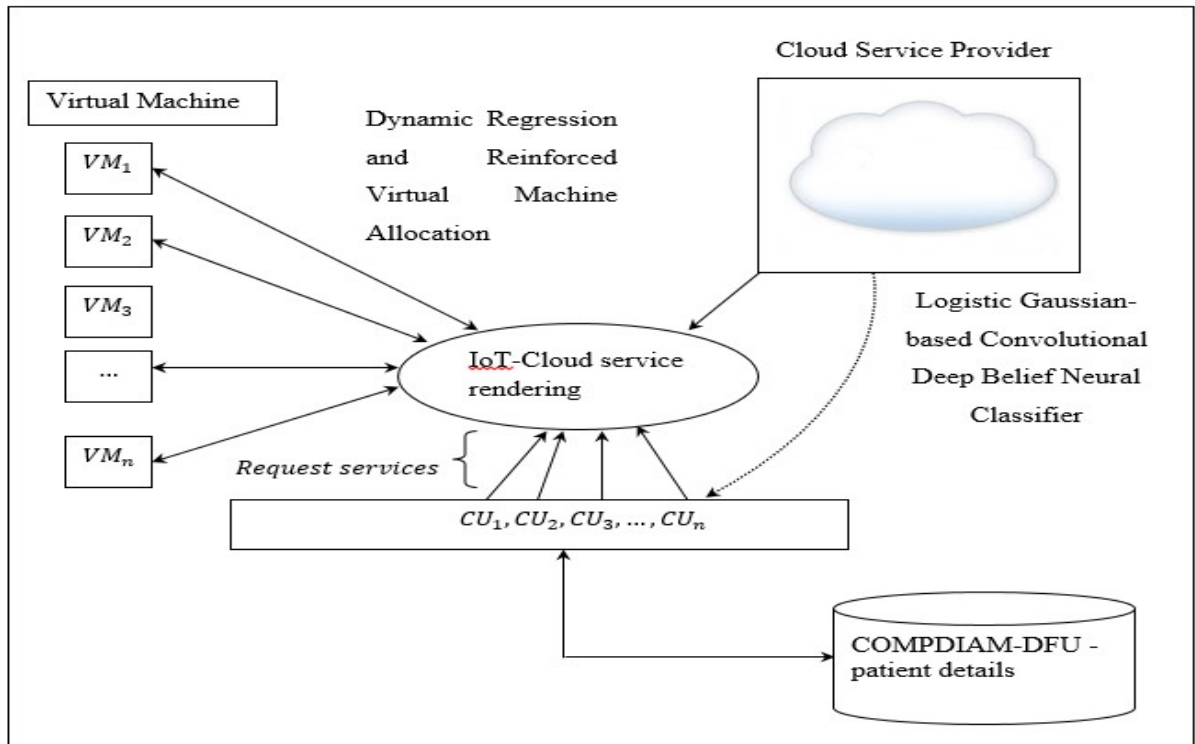 Cloud Service Provider
Virtual Machine
VM₁
VM₂
VM₃
...
VMₙ
Dynamic Regression
and Reinforced
Virtual Machine
Allocation
Logistic Gaussian-
based Convolutional
Deep Belief Neural
Classifier
IoT-Cloud service
rendering
Request services
CU₁, CU₂, CU₃, ..., CUₙ
COMPDIAM-DFU -
patient details